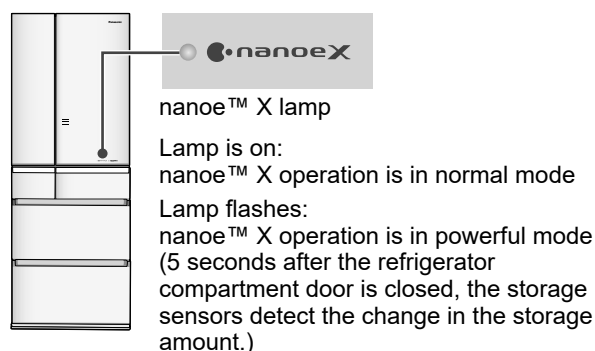 Panasonic
nanoeX
nanoe™ X lamp
Lamp is on:
nanoe™ X operation is in normal mode
Lamp flashes:
nanoe™ X operation is in powerful mode
(5 seconds after the refrigerator
compartment door is closed, the storage
sensors detect the change in the storage
amount.)